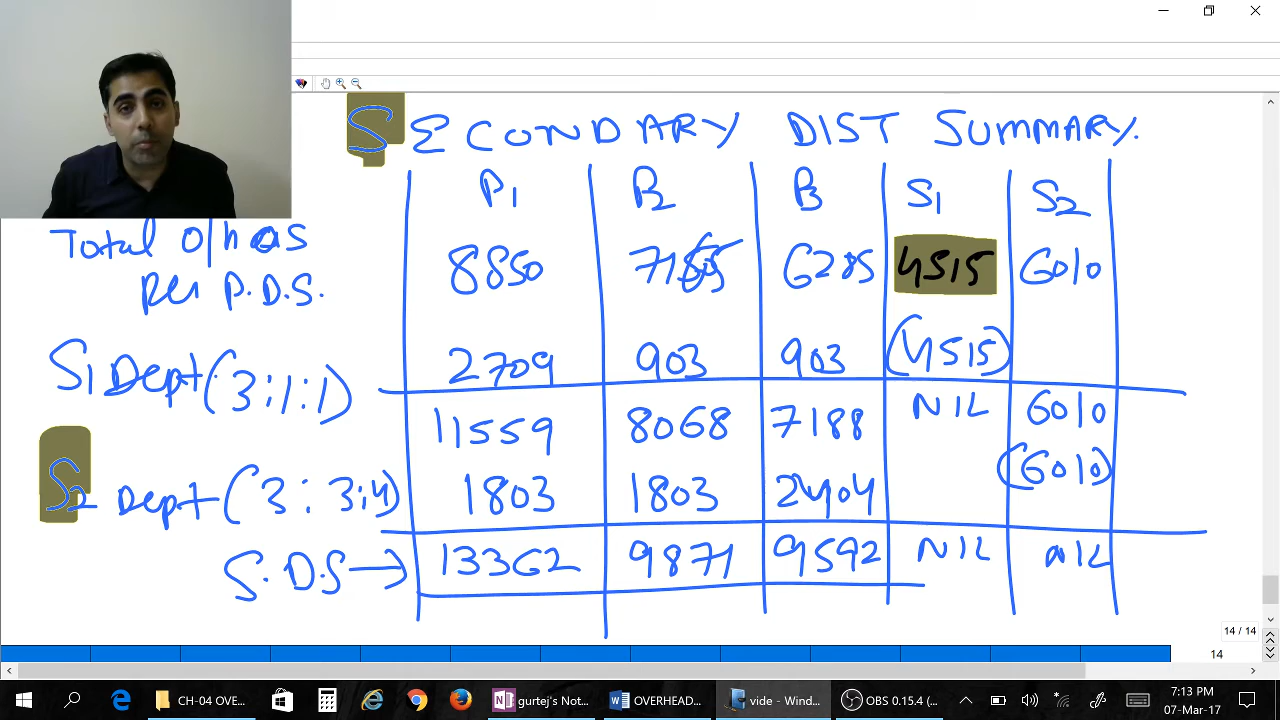 SECONDARY DIST SUMMARY.
P1 P2 P3 S1 S2
Total O/h as per P.D.S. 8850 7165 6285 4515 6010
S1 Dept (3:1:1) 2709 903 903 (4515)
11559 8068 7188 NIL 6010
S2 Dept (3:3:4) 1803 1803 2404 (6010)
S.D.S → 13362 9871 9592 NIL NIL
14 / 14
14
CH-04 OVE... gurtej's Not... OVERHEAD... vide - Wind... OBS 0.15.4 (... 7:13 PM
07-Mar-17